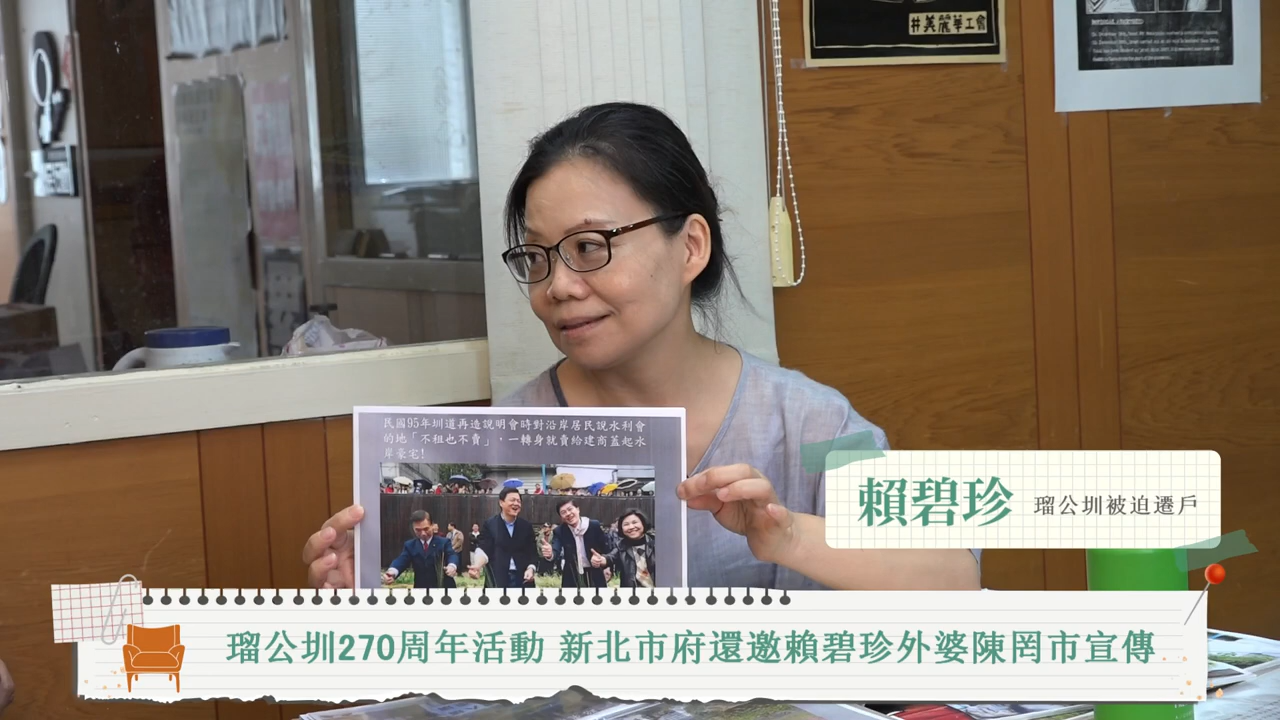 #美麗華工會
民國95年圳道再造說明會時對沿岸居民說水利會
的地「不租也不賣」，一轉身就賣給建商蓋起水
岸豪宅!
賴碧珍 瑠公圳被迫遷戶
瑠公圳270周年活動 新北市府還邀賴碧珍外婆陳罔市宣傳